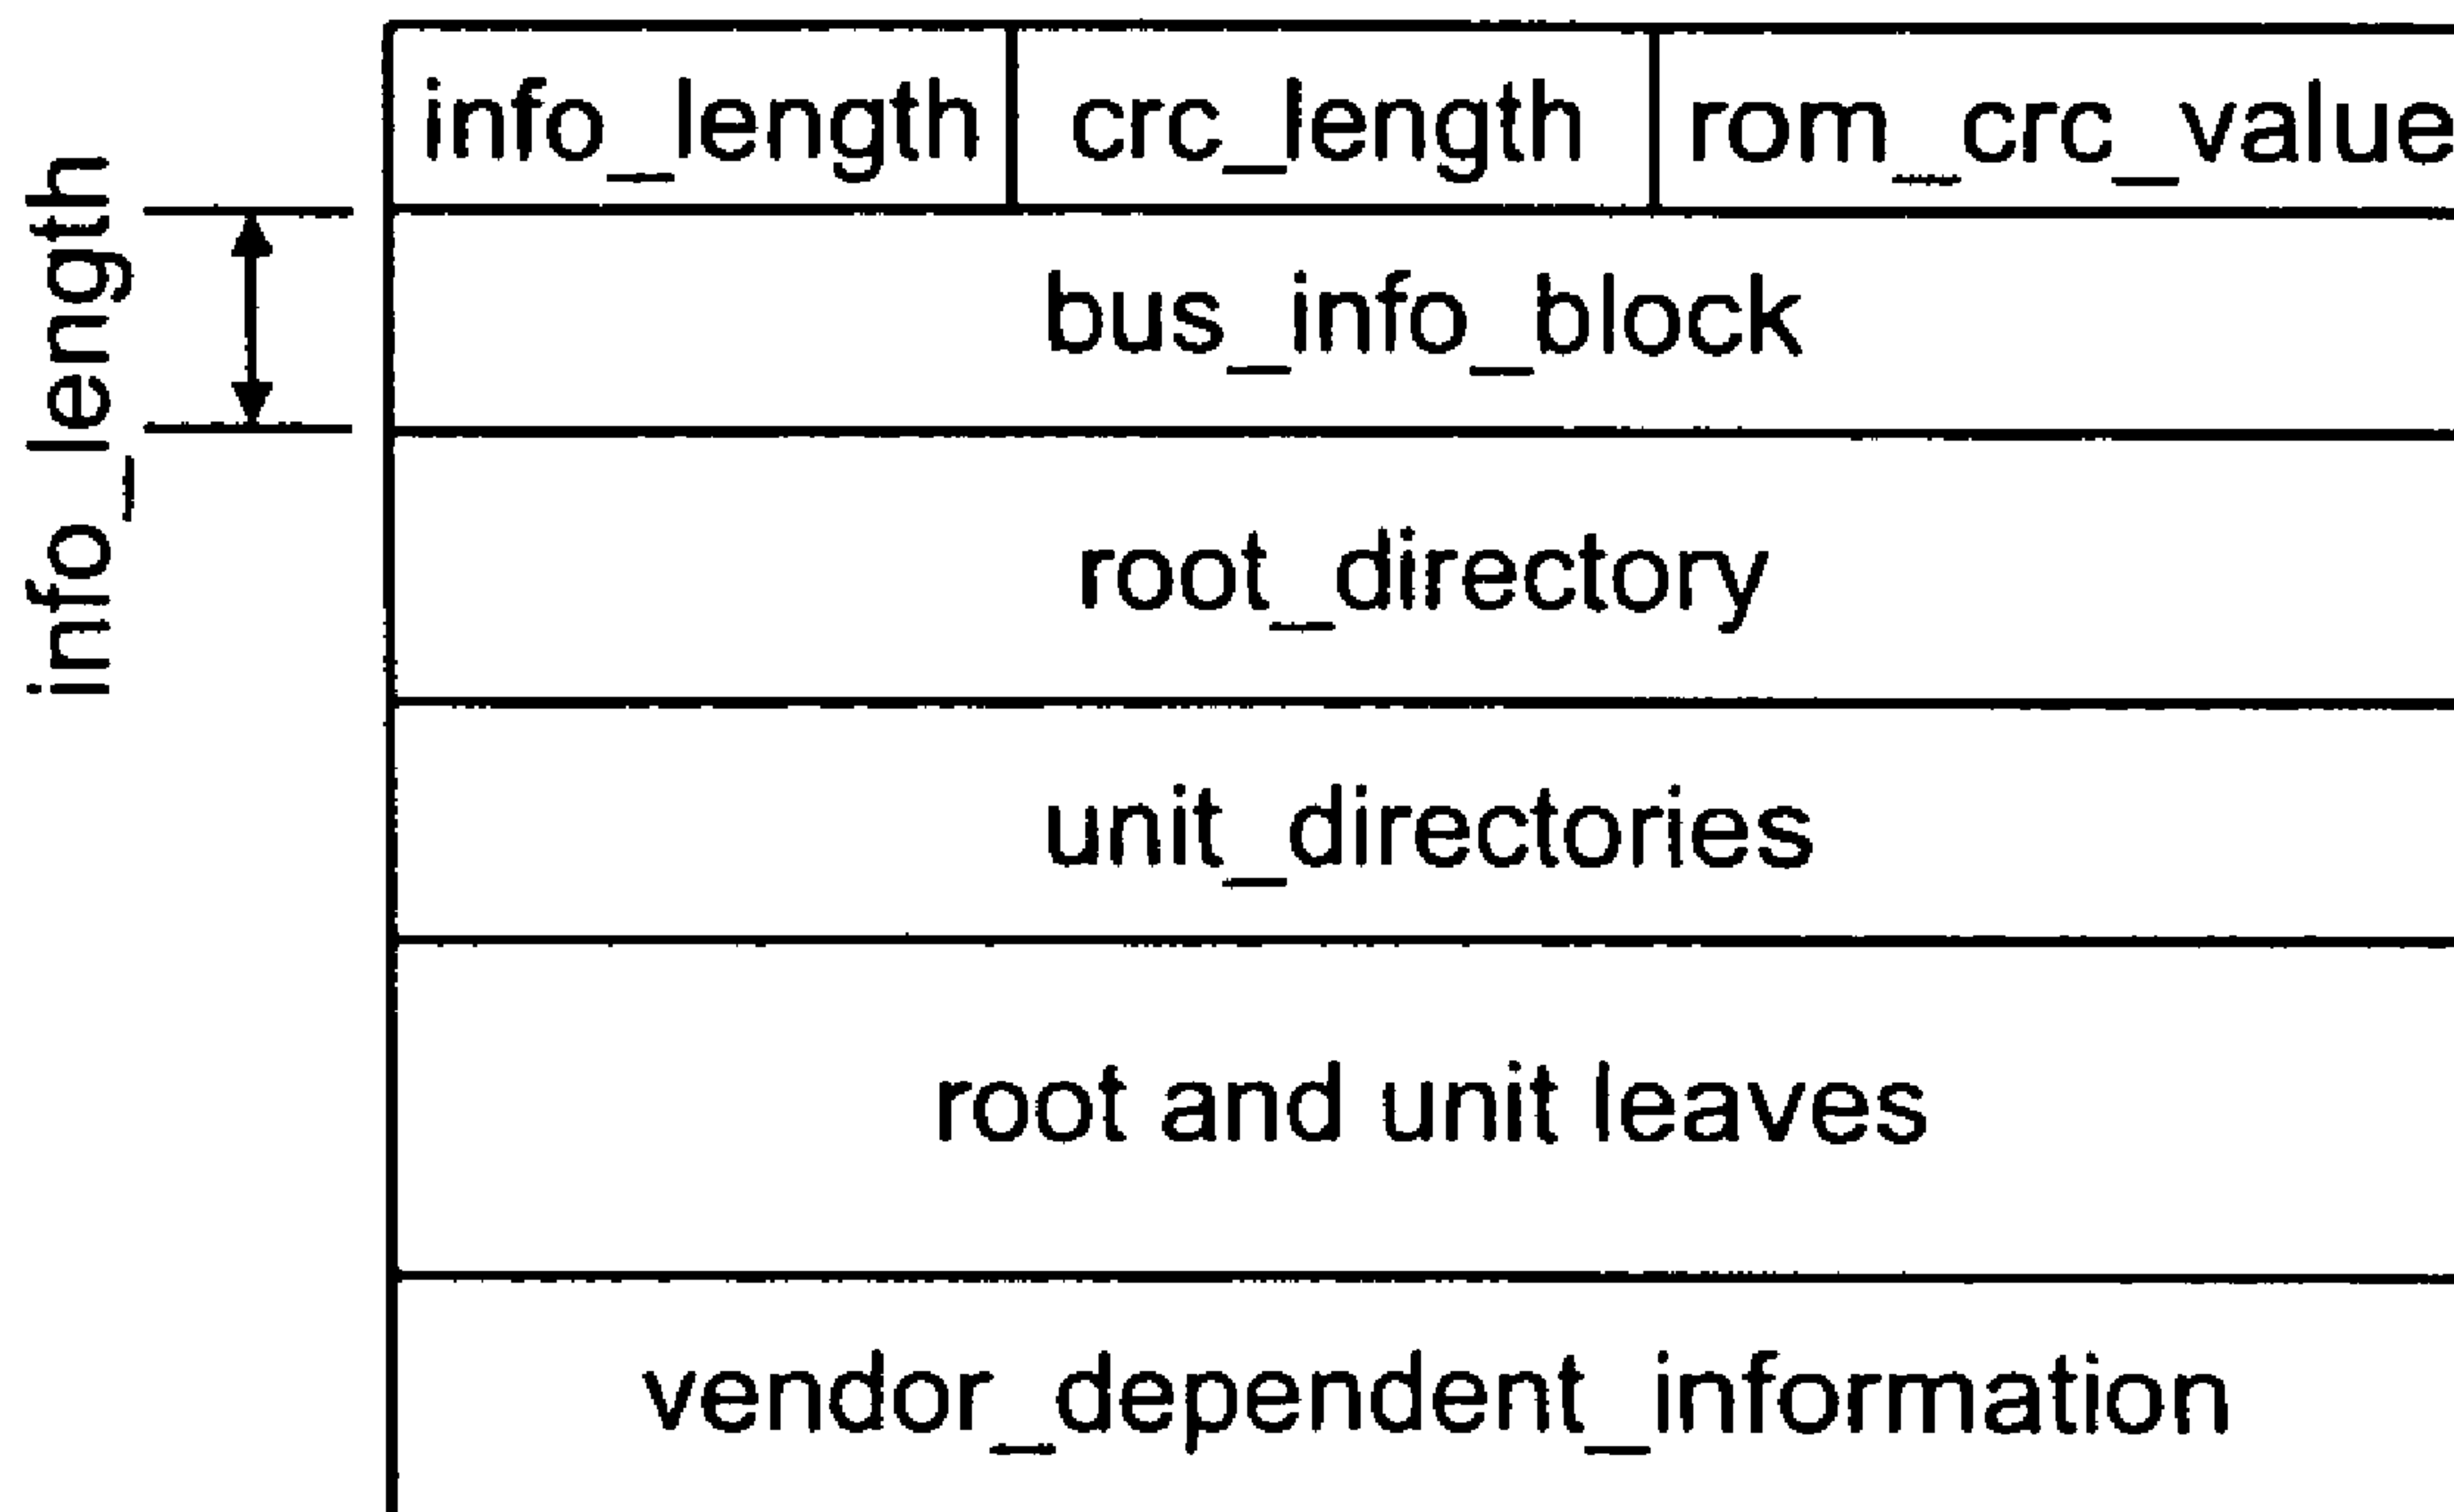 info_length crc_length rom_crc_value
info_length
bus_info_block
root_directory
unit_directories
root and unit leaves
vendor_dependent_information